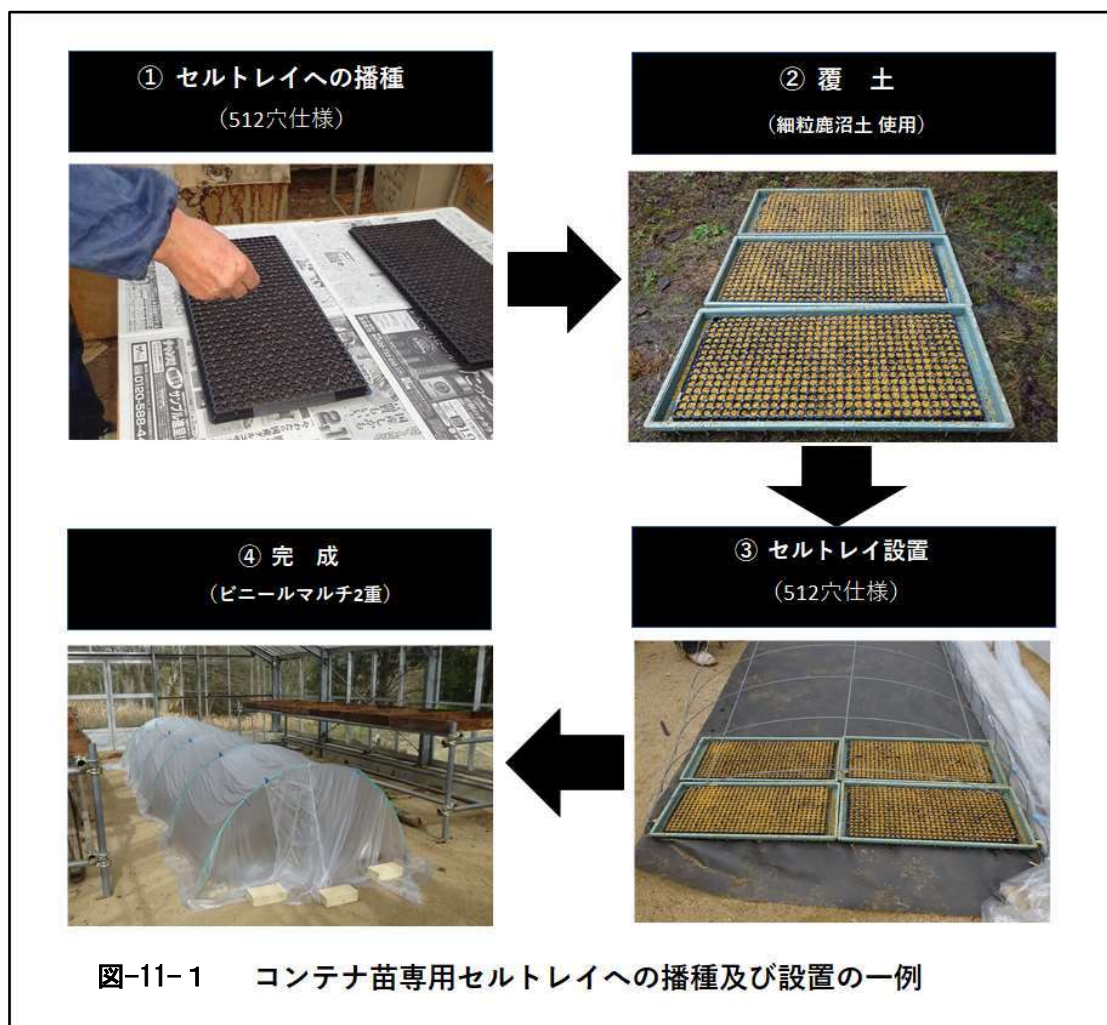 ① セルトレイへの播種
（512穴仕様）
② 覆　土
（細粒鹿沼土 使用）
③ セルトレイ設置
（512穴仕様）
④ 完　成
（ビニールマルチ2重）
図-11-1　コンテナ苗専用セルトレイへの播種及び設置の一例